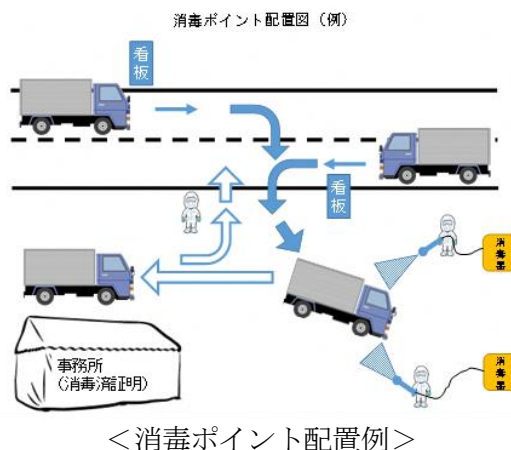 消毒ポイント配置図（例）
看板
看板
消毒器
事務所
（消毒済証明）
消毒器
＜消毒ポイント配置例＞